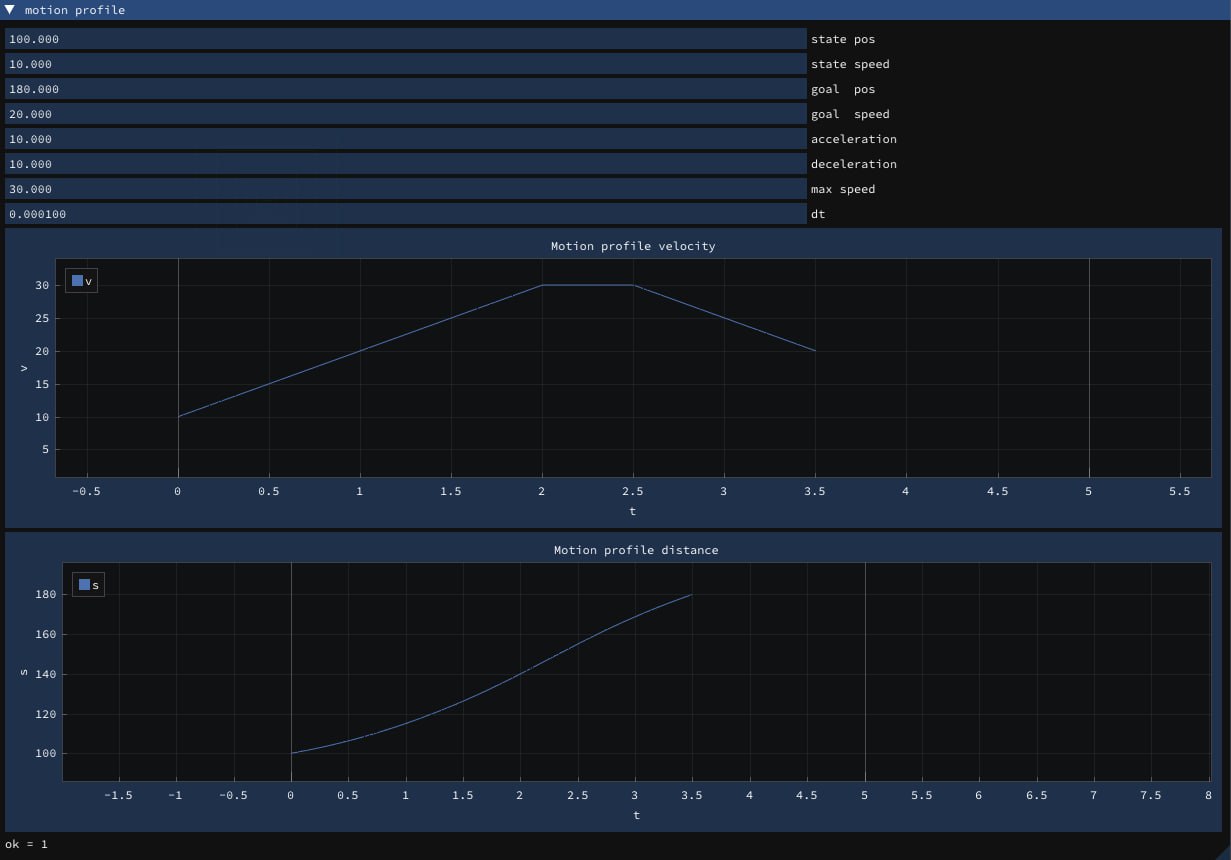 motion profile
100.000 state pos
10.000 state speed
180.000 goal  pos
20.000 goal  speed
10.000 acceleration
10.000 deceleration
30.000 max speed
0.000100 dt
Motion profile velocity
v
30
25
20
15
10
5
v
-0.5 0 0.5 1 1.5 2 2.5 3 3.5 4 4.5 5 5.5
t
Motion profile distance
s
180
160
140
120
100
s
-1.5 -1 -0.5 0 0.5 1 1.5 2 2.5 3 3.5 4 4.5 5 5.5 6 6.5 7 7.5 8
t
ok = 1